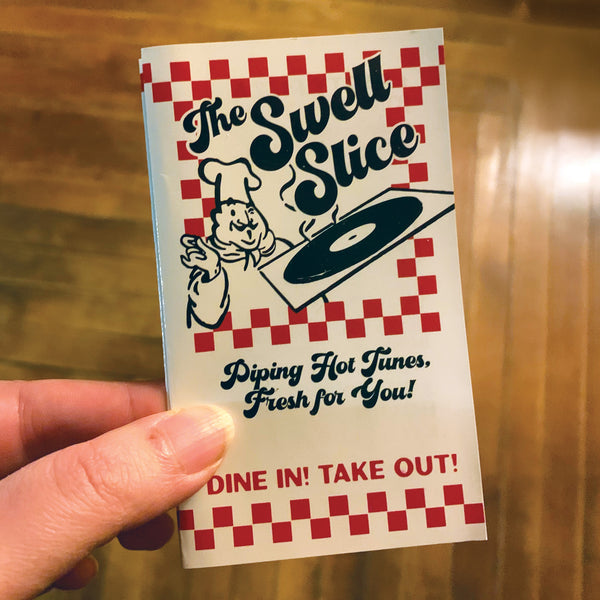 The Swell
Slice
Piping Hot Tunes,
Fresh for You!
DINE IN! TAKE OUT!